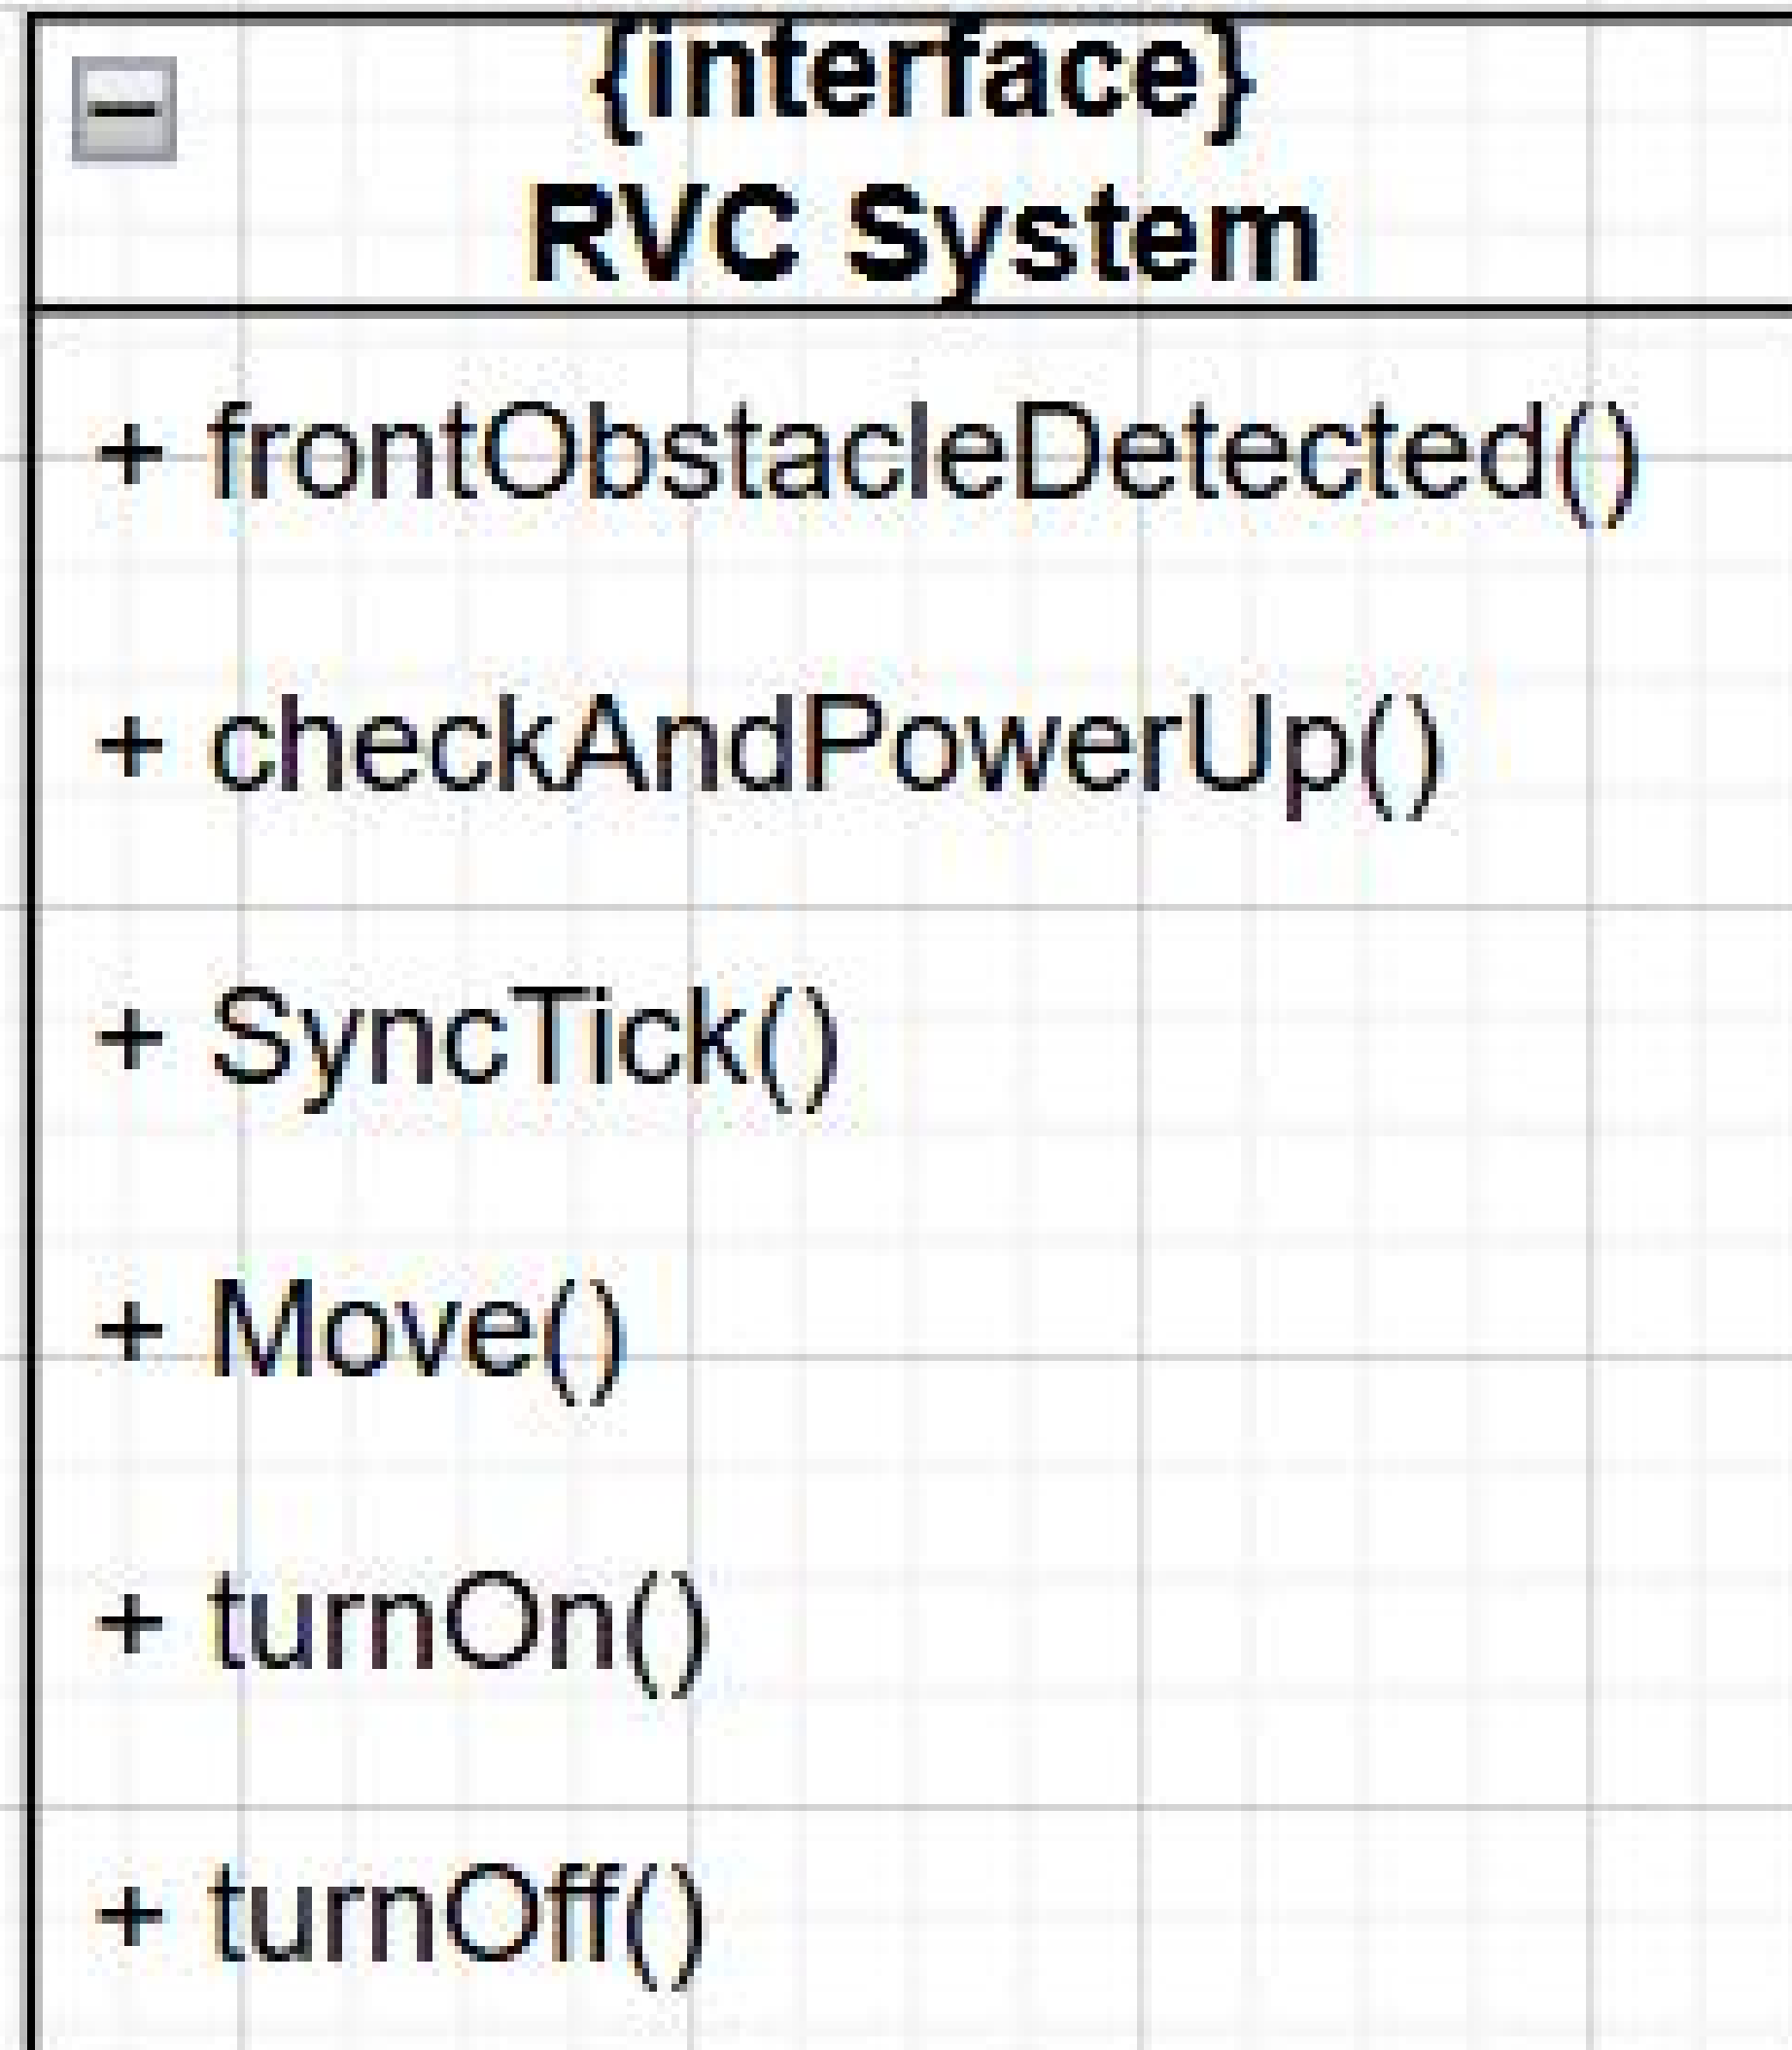 {interface}
RVC System
+ frontObstacleDetected()
+ checkAndPowerUp()
+ SyncTick()
+ Move()
+ turnOn()
+ turnOff()